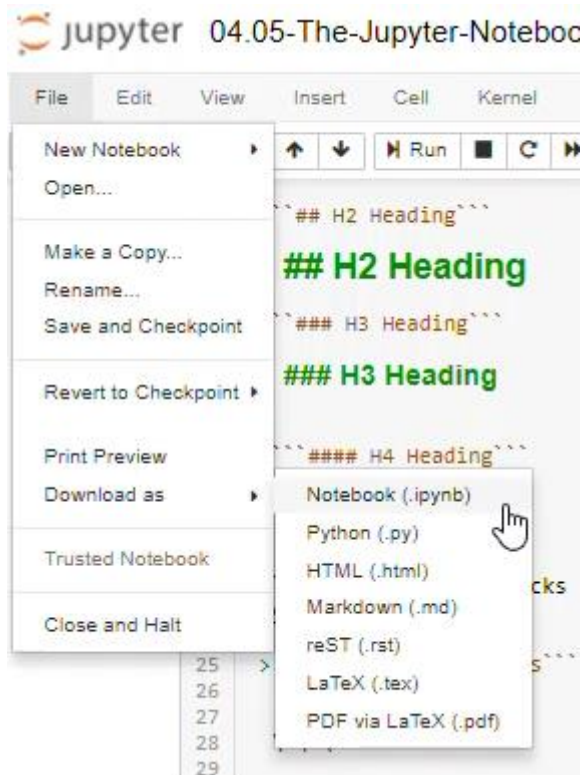 jupyter 04.05-The-Jupyter-Noteboo
File Edit View Insert Cell Kernel
New Notebook
Run
Open...
```## H2 Heading```
Make a Copy...
## H2 Heading
Rename...
Save and Checkpoint
``### H3 Heading```
### H3 Heading
Revert to Checkpoint
Print Preview
```#### H4 Heading```
Download as
Notebook (.ipynb)
Python (.py)
Trusted Notebook
HTML (.html)
cks
Markdown (.md)
Close and Halt
reST (.rst)
25 > s```
26
LaTeX (.tex)
27
PDF via LaTeX (.pdf)
28
29